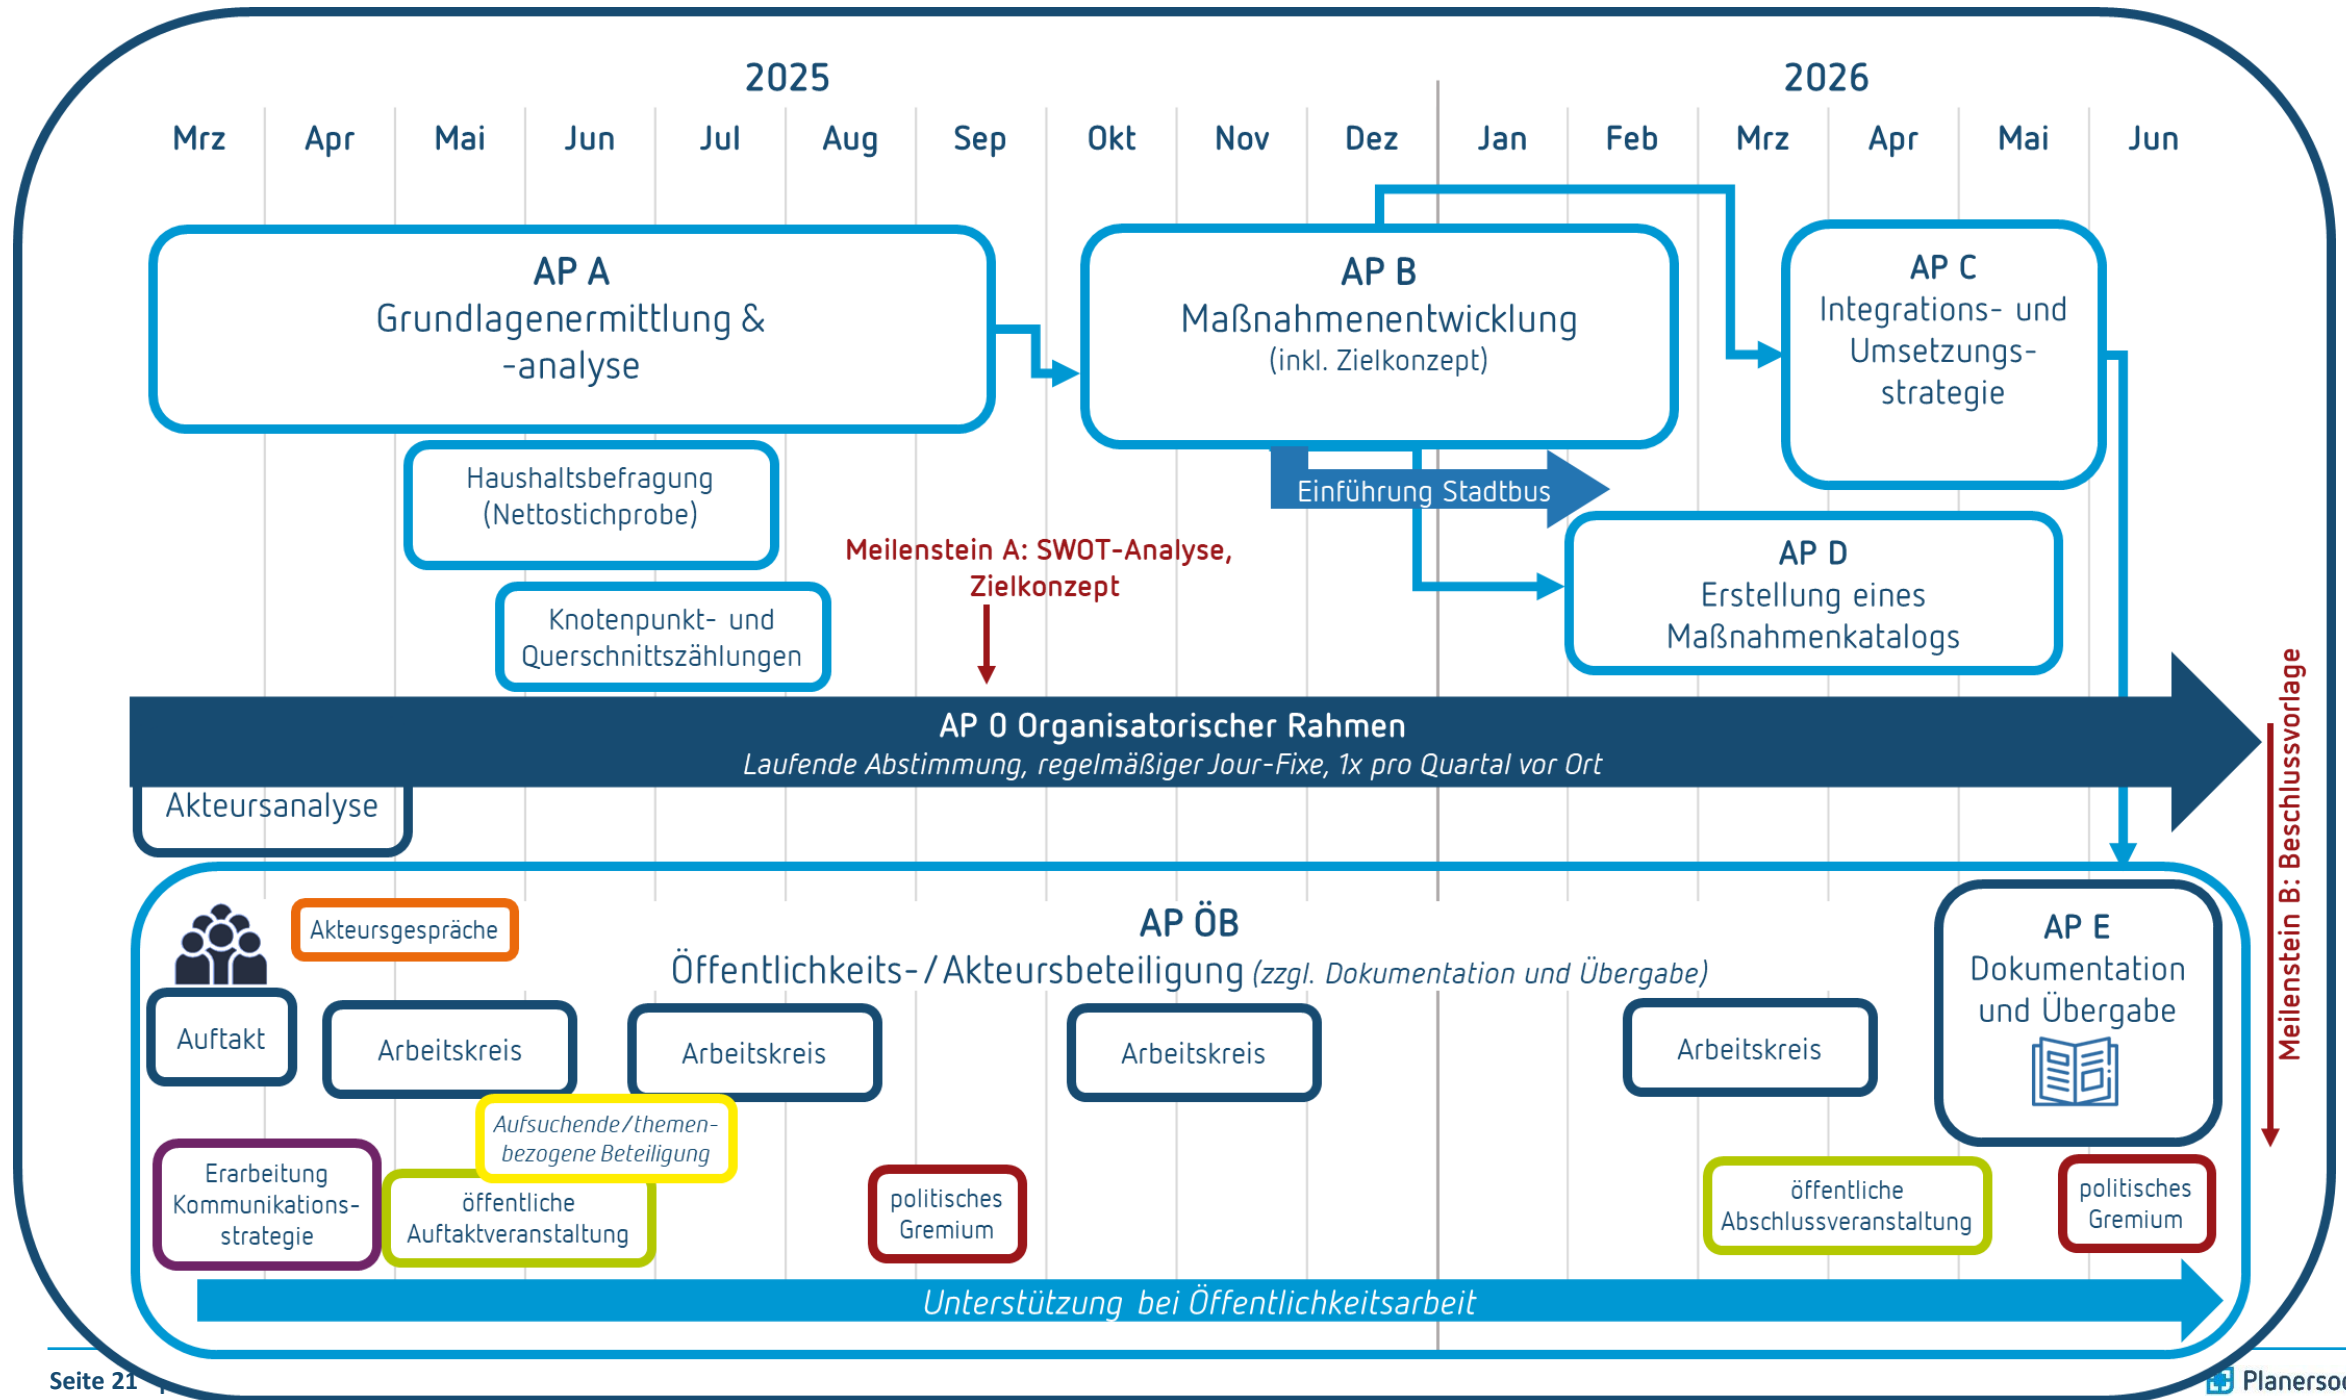 2025
2026
Mrz
Apr
Mai
Jun
Jul
Aug
Sep
Okt
Nov
Dez
Jan
Feb
Mrz
Apr
Mai
Jun
AP A
Grundlagenermittlung &
-analyse
AP B
Maßnahmenentwicklung
(inkl. Zielkonzept)
AP C
Integrations- und
Umsetzungs-
strategie
Haushaltsbefragung
(Nettostichprobe)
Einführung Stadtbus
Meilenstein A: SWOT-Analyse,
Zielkonzept
AP D
Erstellung eines
Maßnahmenkatalogs
Knotenpunkt- und
Querschnittszählungen
AP 0 Organisatorischer Rahmen
Laufende Abstimmung, regelmäßiger Jour-Fixe, 1x pro Quartal vor Ort
Meilenstein B: Beschlussvorlage
Akteursanalyse
Akteursgespräche
AP ÖB
Öffentlichkeits-/Akteursbeteiligung (zzgl. Dokumentation und Übergabe)
AP E
Dokumentation
und Übergabe
Auftakt
Arbeitskreis
Arbeitskreis
Arbeitskreis
Arbeitskreis
Aufsuchende/themen-
bezogene Beteiligung
Erarbeitung
Kommunikations-
strategie
öffentliche
Auftaktveranstaltung
politisches
Gremium
öffentliche
Abschlussveranstaltung
politisches
Gremium
Unterstützung bei Öffentlichkeitsarbeit
Seite 21